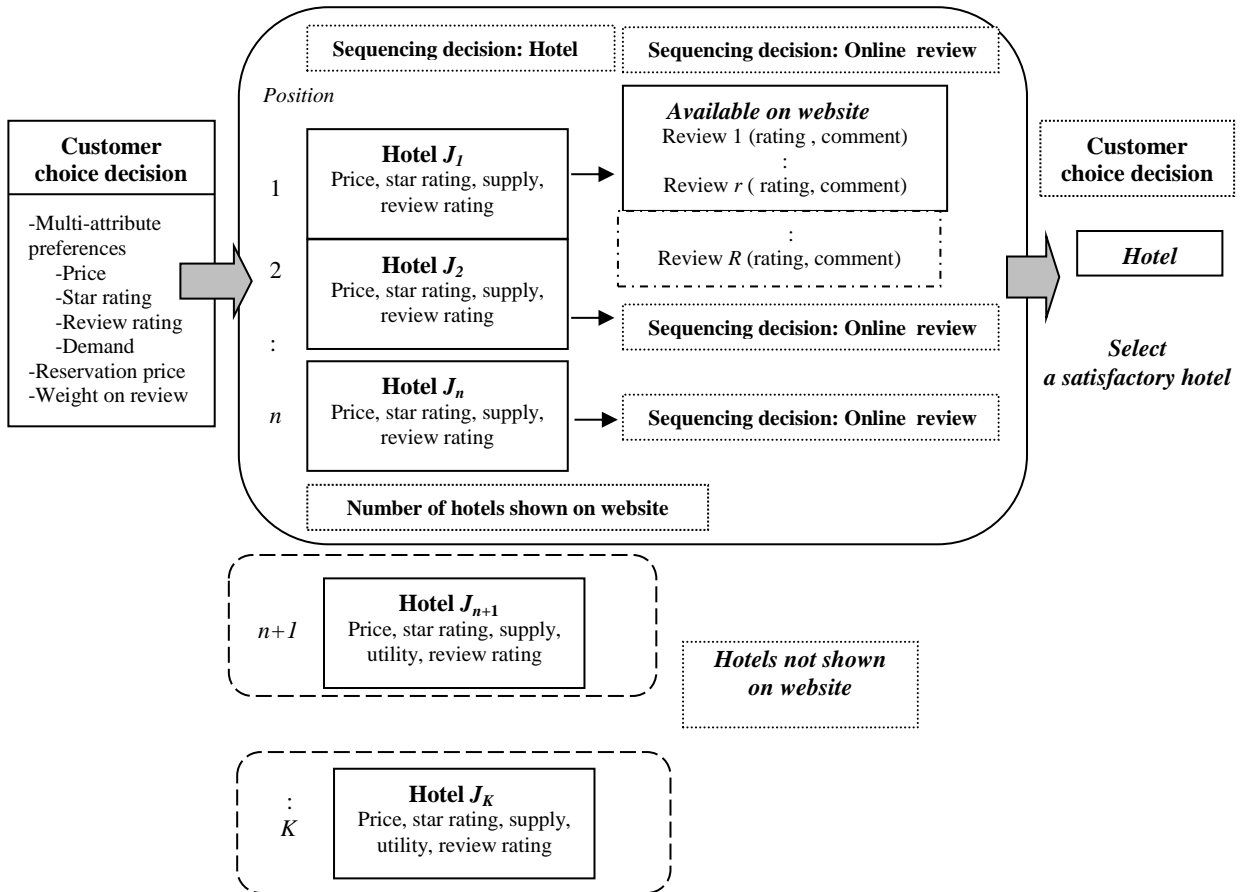 Sequencing decision: Hotel
Sequencing decision: Online review
Position
Customer
choice decision
-Multi-attribute
preferences
-Price
-Star rating
-Review rating
-Demand
-Reservation price
-Weight on review
1
Hotel J1
Price, star rating, supply,
review rating
Available on website
Review 1 (rating , comment)
:
Review r ( rating, comment)
:
Review R (rating, comment)
2
Hotel J2
Price, star rating, supply,
review rating
Sequencing decision: Online review
:
n
Hotel Jn
Price, star rating, supply,
review rating
Sequencing decision: Online review
Number of hotels shown on website
Customer
choice decision
Hotel
Select
a satisfactory hotel
n+1
Hotel Jn+1
Price, star rating, supply,
utility, review rating
Hotels not shown
on website
:
K
Hotel JK
Price, star rating, supply,
utility, review rating